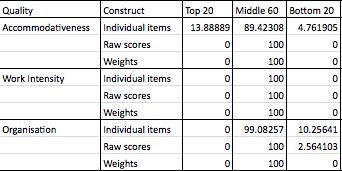 Quality Construct Top 20 Middle 60 Bottom 20
Accommodativeness Individual items 13.88889 89.42308 4.761905
Raw scores 0 100 0
Weights 0 100 0
Work Intensity Individual items 0 100 0
Raw scores 0 100 0
Weights 0 100 0
Organisation Individual items 0 99.08257 10.25641
Raw scores 0 100 2.564103
Weights 0 100 0